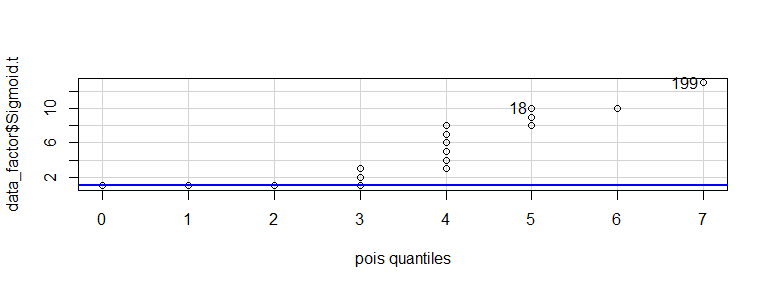 data_factor$Sigmoid.t
10
6
2
199
18
0 1 2 3 4 5 6 7
pois quantiles